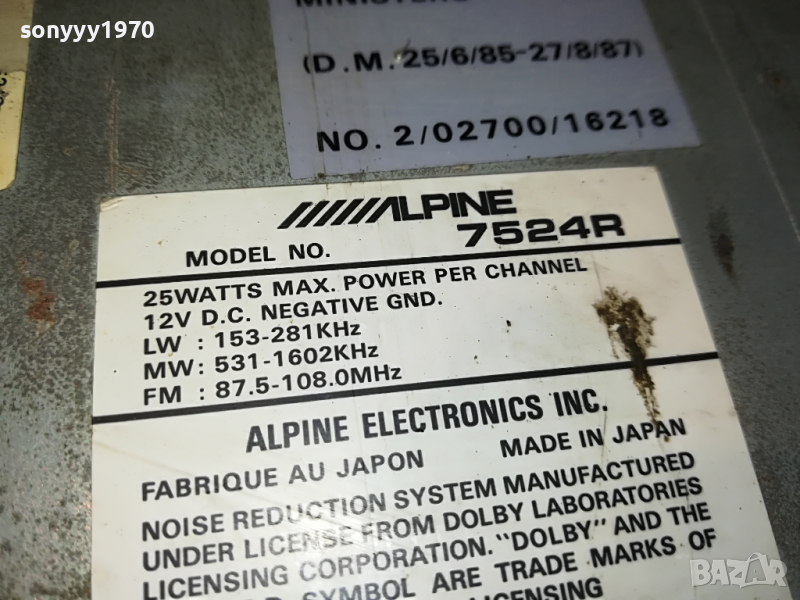 sonyyy1970
(D.M. 25/6/85-27/8/87)
NO. 2/02700/16218
ALPINE
MODEL NO. 7524R
25WATTS MAX. POWER PER CHANNEL
12V D.C. NEGATIVE GND.
LW : 153-281KHz
MW: 531-1602KHz
FM : 87.5-108.0MHz
ALPINE ELECTRONICS INC.
FABRIQUE AU JAPON MADE IN JAPAN
NOISE REDUCTION SYSTEM MANUFACTURED
UNDER LICENSE FROM DOLBY LABORATORIES
LICENSING CORPORATION. "DOLBY" AND THE
SYMBOL ARE TRADE MARKS OF
LICENSING
BAZAR